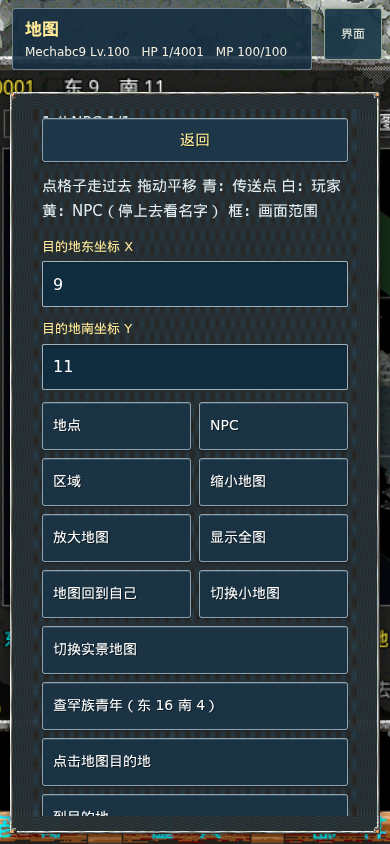 地图
Mechabc9 Lv.100 HP 1/4001 MP 100/100
界面
0001 东 9 南 11
返回
点格子走过去 拖动平移 青: 传送点 白: 玩家
黄: NPC ( 停上去看名字 ) 框: 画面范围
目的地东坐标 X
9
目的地南坐标 Y
11
地点
NPC
区域
缩小地图
放大地图
显示全图
地图回到自己
切换小地图
切换实景地图
查罕族青年 ( 东 16 南 4 )
点击地图目的地
到目的地